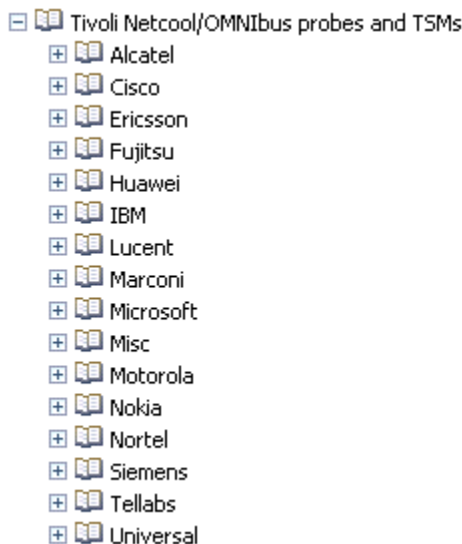 Tivoli Netcool/OMNIbus probes and TSMs
Alcatel
Cisco
Ericsson
Fujitsu
Huawei
IBM
Lucent
Marconi
Microsoft
Misc
Motorola
Nokia
Nortel
Siemens
Tellabs
Universal